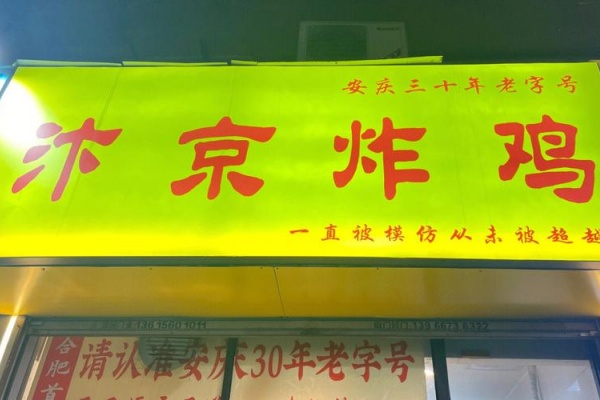 安庆三十年老字号
汴京炸鸡
一直被模仿从未被超越
13615601011
合肥首
请认准安庆30年老字号